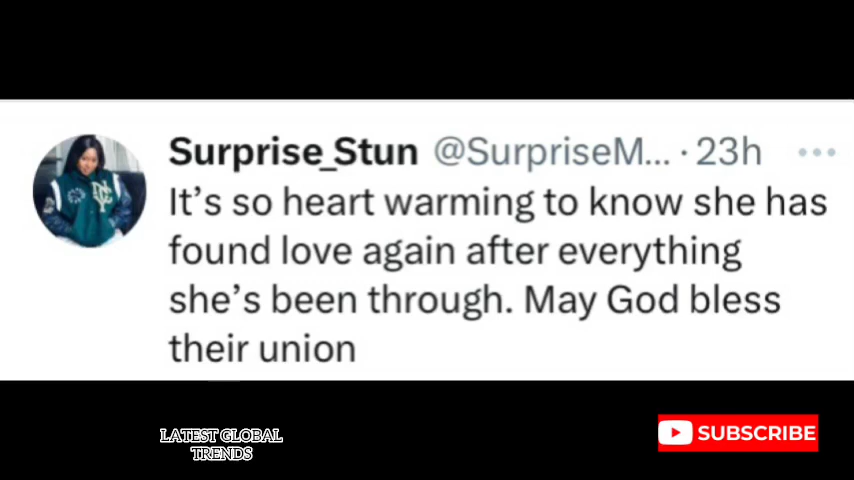 Surprise_Stun @SurpriseM... · 23h
It's so heart warming to know she has
found love again after everything
she's been through. May God bless
their union
LATEST GLOBAL
TRENDS
SUBSCRIBE